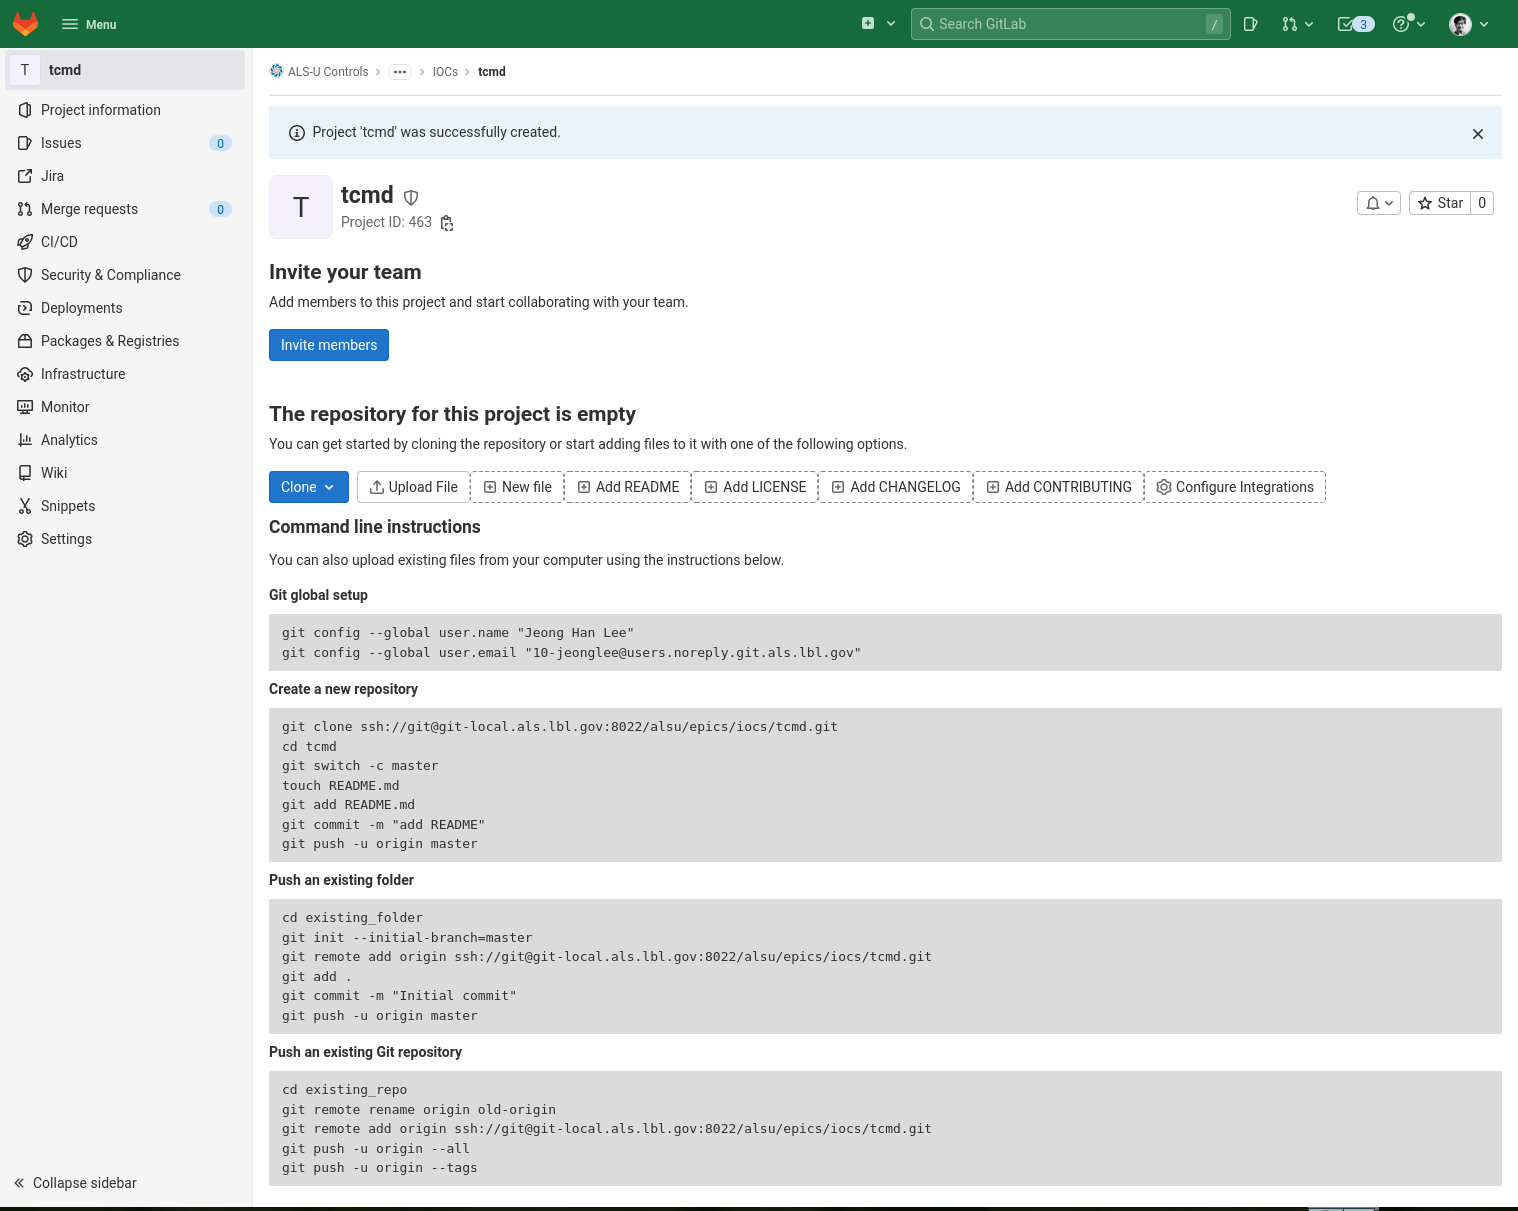 Menu
Search GitLab
/
3
T
tcmd
Project information
Issues
0
Jira
Merge requests
0
CI/CD
Security & Compliance
Deployments
Packages & Registries
Infrastructure
Monitor
Analytics
Wiki
Snippets
Settings
Collapse sidebar
ALS-U Controls
IOCs
tcmd
Project 'tcmd' was successfully created.
T
tcmd
Project ID: 463
Star
0
Invite your team
Add members to this project and start collaborating with your team.
Invite members
The repository for this project is empty
You can get started by cloning the repository or start adding files to it with one of the following options.
Clone
Upload File
New file
Add README
Add LICENSE
Add CHANGELOG
Add CONTRIBUTING
Configure Integrations
Command line instructions
You can also upload existing files from your computer using the instructions below.
Git global setup
git config --global user.name "Jeong Han Lee"
git config --global user.email "10-jeonglee@users.noreply.git.als.lbl.gov"
Create a new repository
git clone ssh://git@git-local.als.lbl.gov:8022/alsu/epics/iocs/tcmd.git
cd tcmd
git switch -c master
touch README.md
git add README.md
git commit -m "add README"
git push -u origin master
Push an existing folder
cd existing_folder
git init --initial-branch=master
git remote add origin ssh://git@git-local.als.lbl.gov:8022/alsu/epics/iocs/tcmd.git
git add .
git commit -m "Initial commit"
git push -u origin master
Push an existing Git repository
cd existing_repo
git remote rename origin old-origin
git remote add origin ssh://git@git-local.als.lbl.gov:8022/alsu/epics/iocs/tcmd.git
git push -u origin --all
git push -u origin --tags